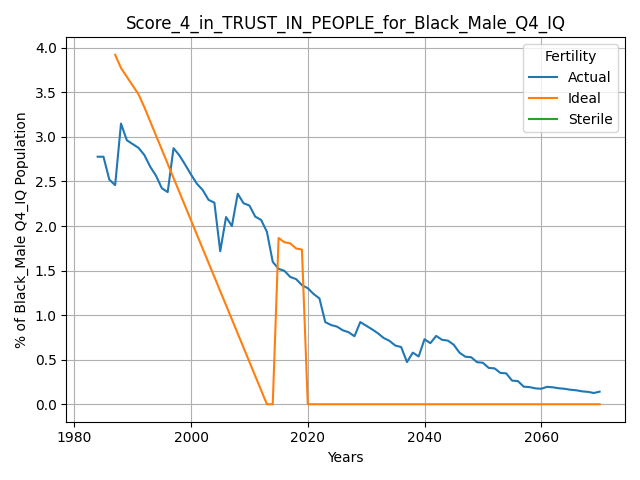 Score_4_in_TRUST_IN_PEOPLE_for_Black_Male_Q4_IQ
% of Black_Male Q4_IQ Population
4.0
3.5
3.0
2.5
2.0
1.5
1.0
0.5
0.0
Fertility
Actual
Ideal
Sterile
1980
2000
2020
2040
2060
Years